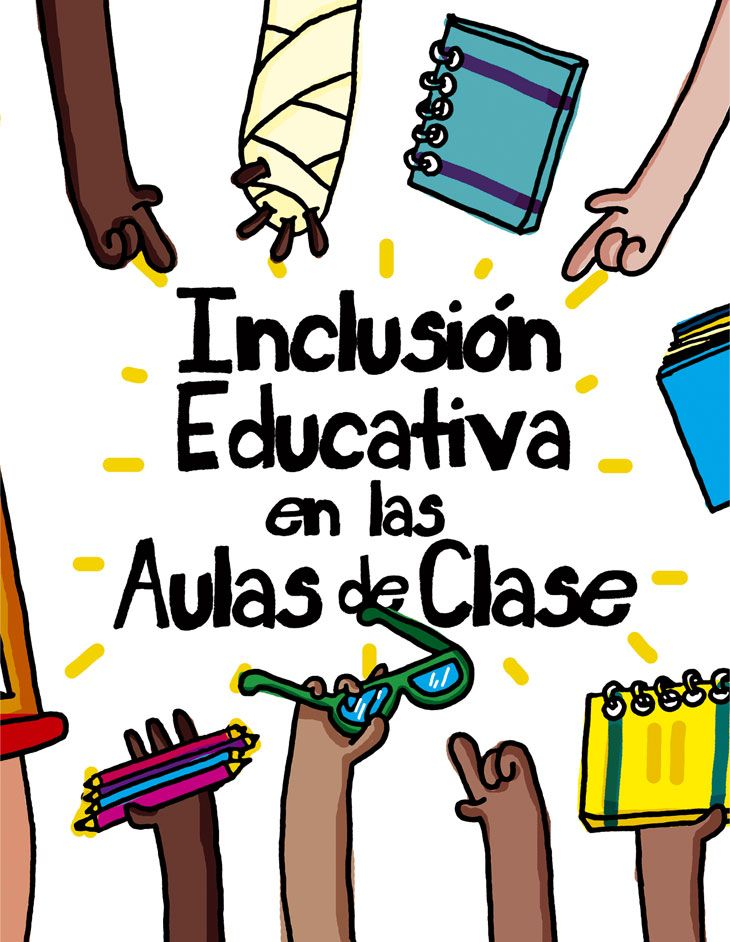 Inclusión
Educativa
en las
Aulas de Clase